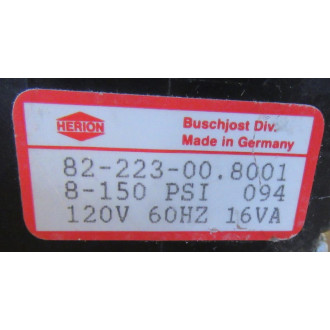 HERION
Buschjost Div.
Made in Germany
82-223-00.8001
8-150 PSI 094
120V 60HZ 16VA